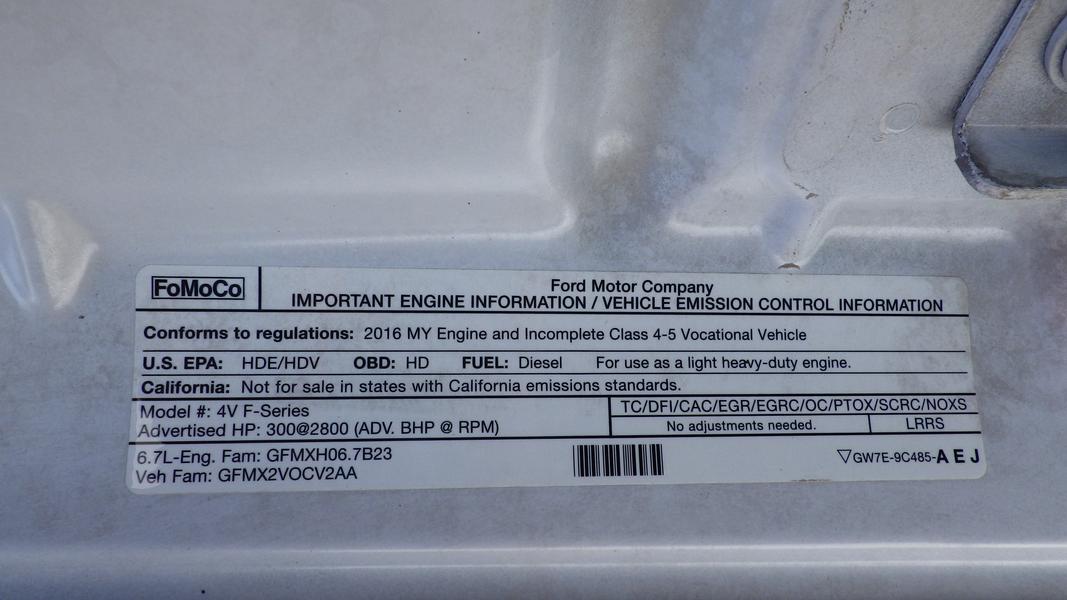 FoMoCo
Ford Motor Company
IMPORTANT ENGINE INFORMATION / VEHICLE EMISSION CONTROL INFORMATION
Conforms to regulations: 2016 MY Engine and Incomplete Class 4-5 Vocational Vehicle
U.S. EPA: HDE/HDV OBD: HD FUEL: Diesel For use as a light heavy-duty engine.
California: Not for sale in states with California emissions standards.
Model #: 4V F-Series
Advertised HP: 300@2800 (ADV. BHP @ RPM)
TC/DFI/CAC/EGR/EGRC/OC/PTOX/SCRC/NOXS
No adjustments needed. LRRS
6.7L-Eng. Fam: GFMXH06.7B23
Veh Fam: GFMX2VOCV2AA
▽GW7E-9C485-A E J